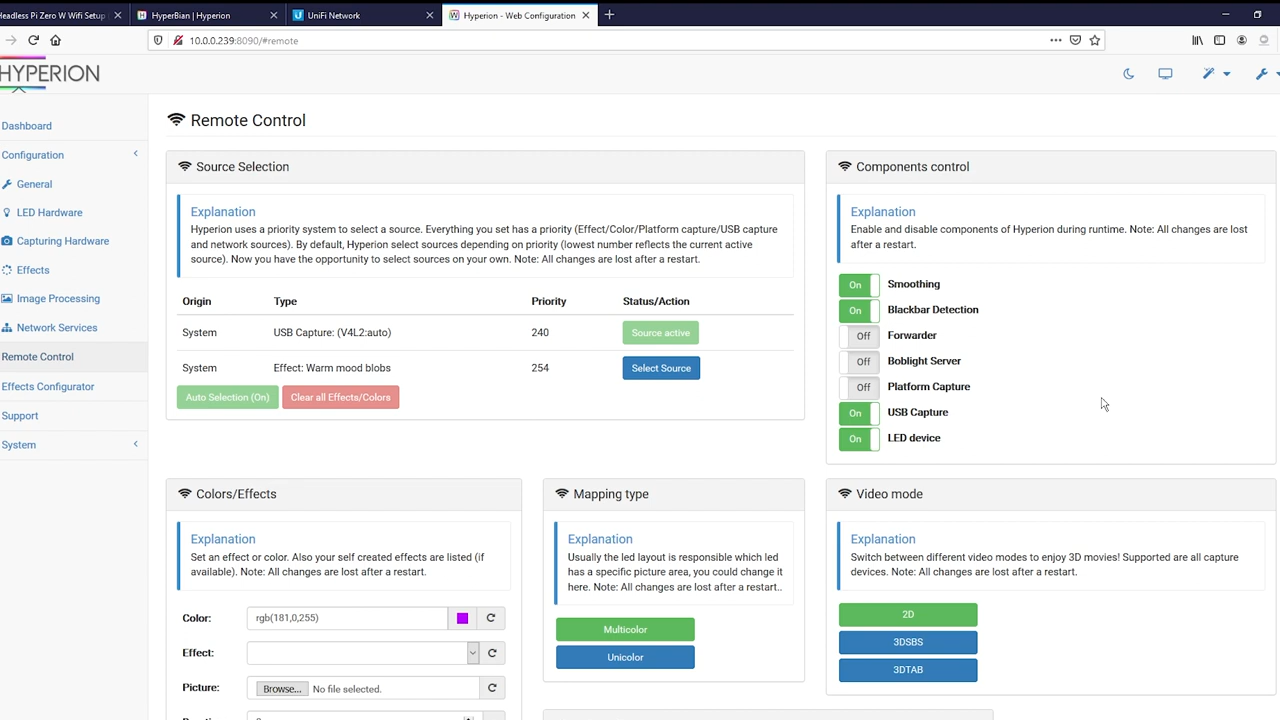 Headless Pi Zero W Wifi Setup
HyperBian | Hyperion
UniFi Network
Hyperion - Web Configuration
10.0.0.239:8090/#remote
HYPERION
Dashboard
Configuration
General
LED Hardware
Capturing Hardware
Effects
Image Processing
Network Services
Remote Control
Effects Configurator
Support
System
Remote Control
Source Selection
Explanation
Hyperion uses a priority system to select a source. Everything you set has a priority (Effect/Color/Platform capture/USB capture
and network sources). By default, Hyperion select sources depending on priority (lowest number reflects the current active
source). Now you have the opportunity to select sources on your own. Note: All changes are lost after a restart.
Origin Type Priority Status/Action
System USB Capture: (V4L2:auto) 240 Source active
System Effect: Warm mood blobs 254 Select Source
Auto Selection (On) Clear all Effects/Colors
Components control
Explanation
Enable and disable components of Hyperion during runtime. Note: All changes are lost
after a restart.
On Smoothing
On Blackbar Detection
Off Forwarder
Off Boblight Server
Off Platform Capture
On USB Capture
On LED device
Colors/Effects
Explanation
Set an effect or color. Also your self created effects are listed (if
available). Note: All changes are lost after a restart.
Color: rgb(181,0,255)
Effect:
Picture: Browse... No file selected.
Mapping type
Explanation
Usually the led layout is responsible which led
has a specific picture area, you could change it
here. Note: All changes are lost after a restart..
Multicolor
Unicolor
Video mode
Explanation
Switch between different video modes to enjoy 3D movies! Supported are all capture
devices. Note: All changes are lost after a restart.
2D
3DSBS
3DTAB